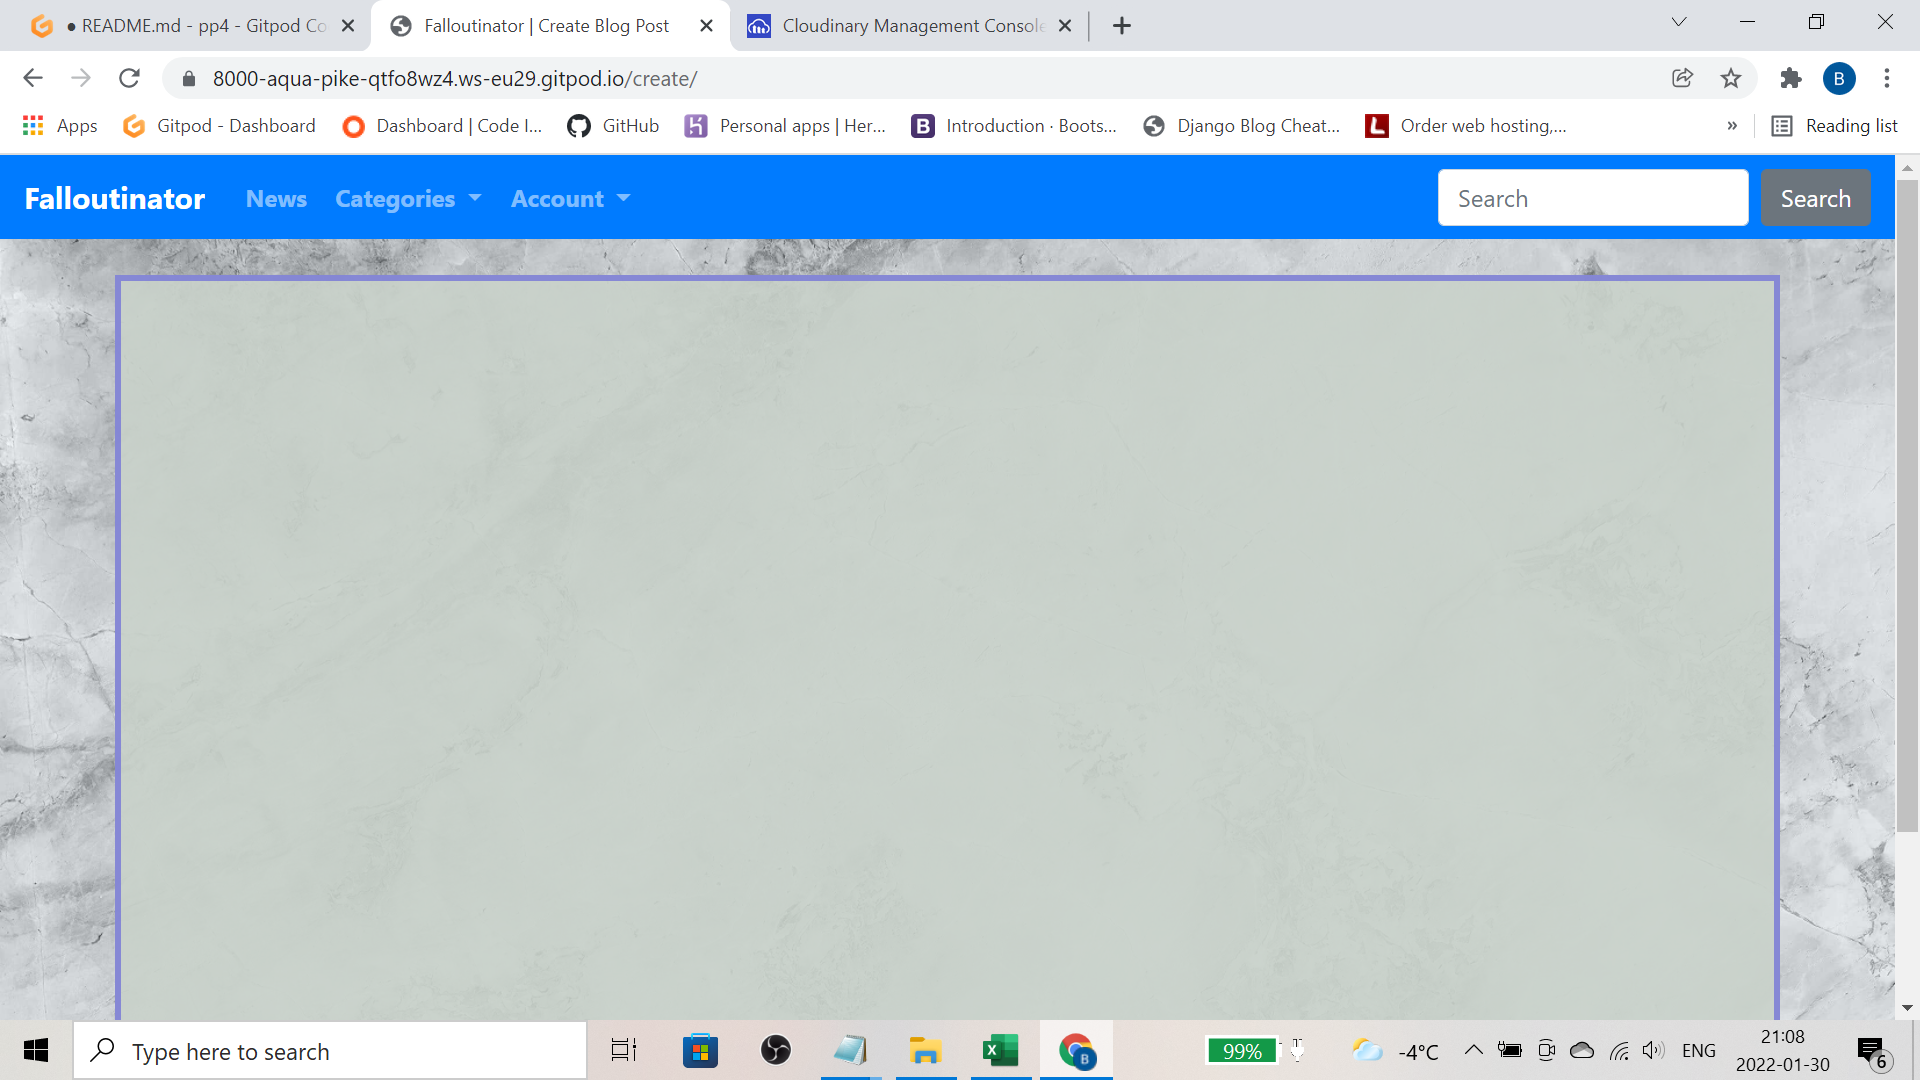 ● README.md - pp4 - Gitpod Co
Falloutinator | Create Blog Post
Cloudinary Management Console
8000-aqua-pike-qtfo8wz4.ws-eu29.gitpod.io/create/
B
Apps
Gitpod - Dashboard
Dashboard | Code I...
GitHub
Personal apps | Her...
B
Introduction · Boots...
Django Blog Cheat...
L
Order web hosting,...
»
Reading list
Falloutinator
News
Categories
Account
Search
Search
Type here to search
X
B
99%
-4°C
ENG
21:08
2022-01-30
6